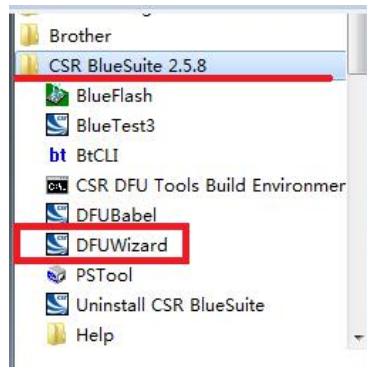 Brother
CSR BlueSuite 2.5.8
BlueFlash
BlueTest3
bt BtCLI
CSR DFU Tools Build Environmer
DFUBabel
DFUWizard
PSTool
Uninstall CSR BlueSuite
Help